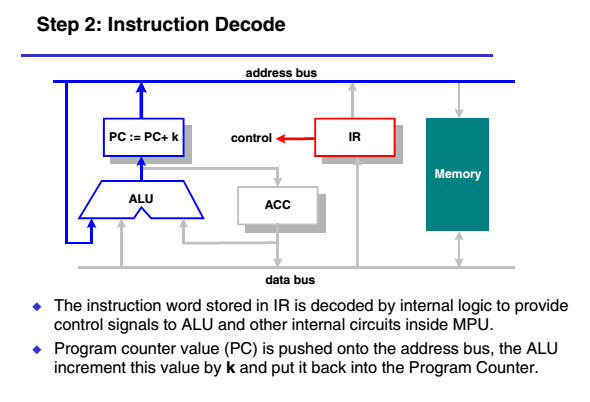 Step 2: Instruction Decode
address bus
PC := PC+ k
control
IR
Memory
ALU
ACC
data bus
The instruction word stored in IR is decoded by internal logic to provide
control signals to ALU and other internal circuits inside MPU.
Program counter value (PC) is pushed onto the address bus, the ALU
increment this value by k and put it back into the Program Counter.